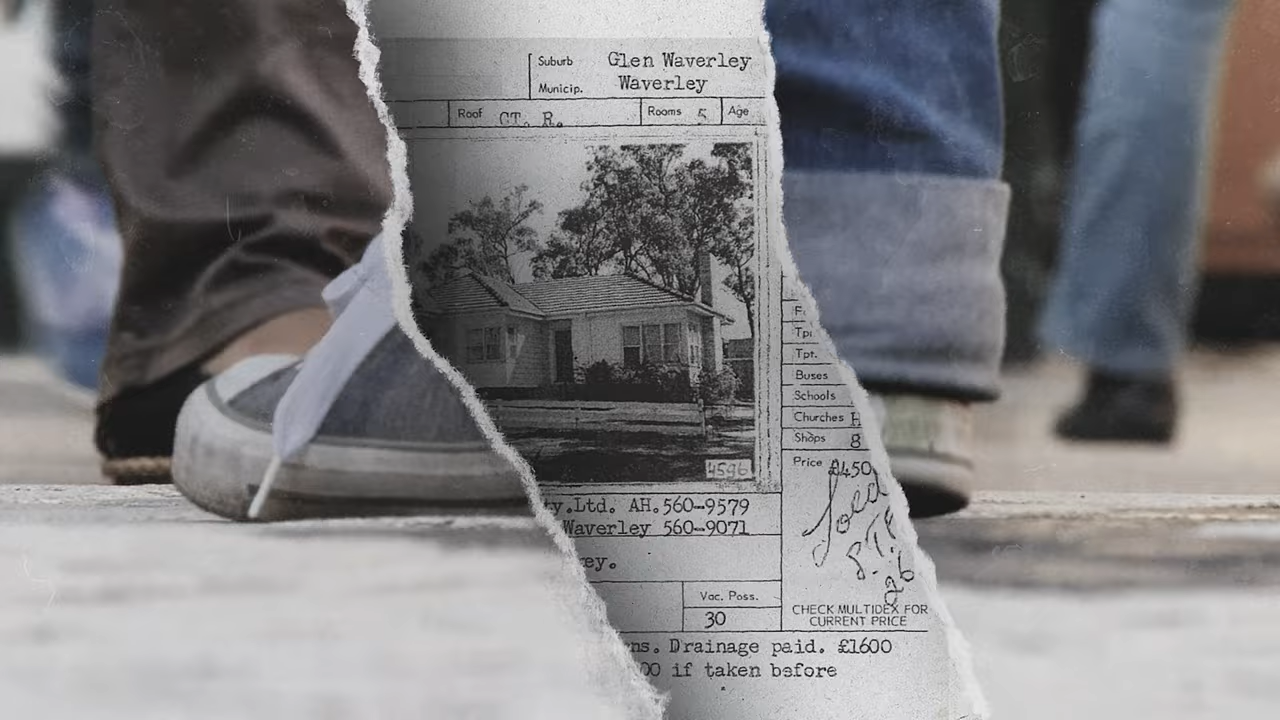 Suburb Glen Waverley
Municip. Waverley
Roof CT. R. Rooms 5 Age
4596
Tpt.
Buses
Schools
Churches H
Shops 8
Price £450
y.Ltd. AH.560-9579
Waverley 560-9071
ey.
Vac. Poss.
30
CHECK MULTIDEX FOR
CURRENT PRICE
ns. Drainage paid. £1600
00 if taken before